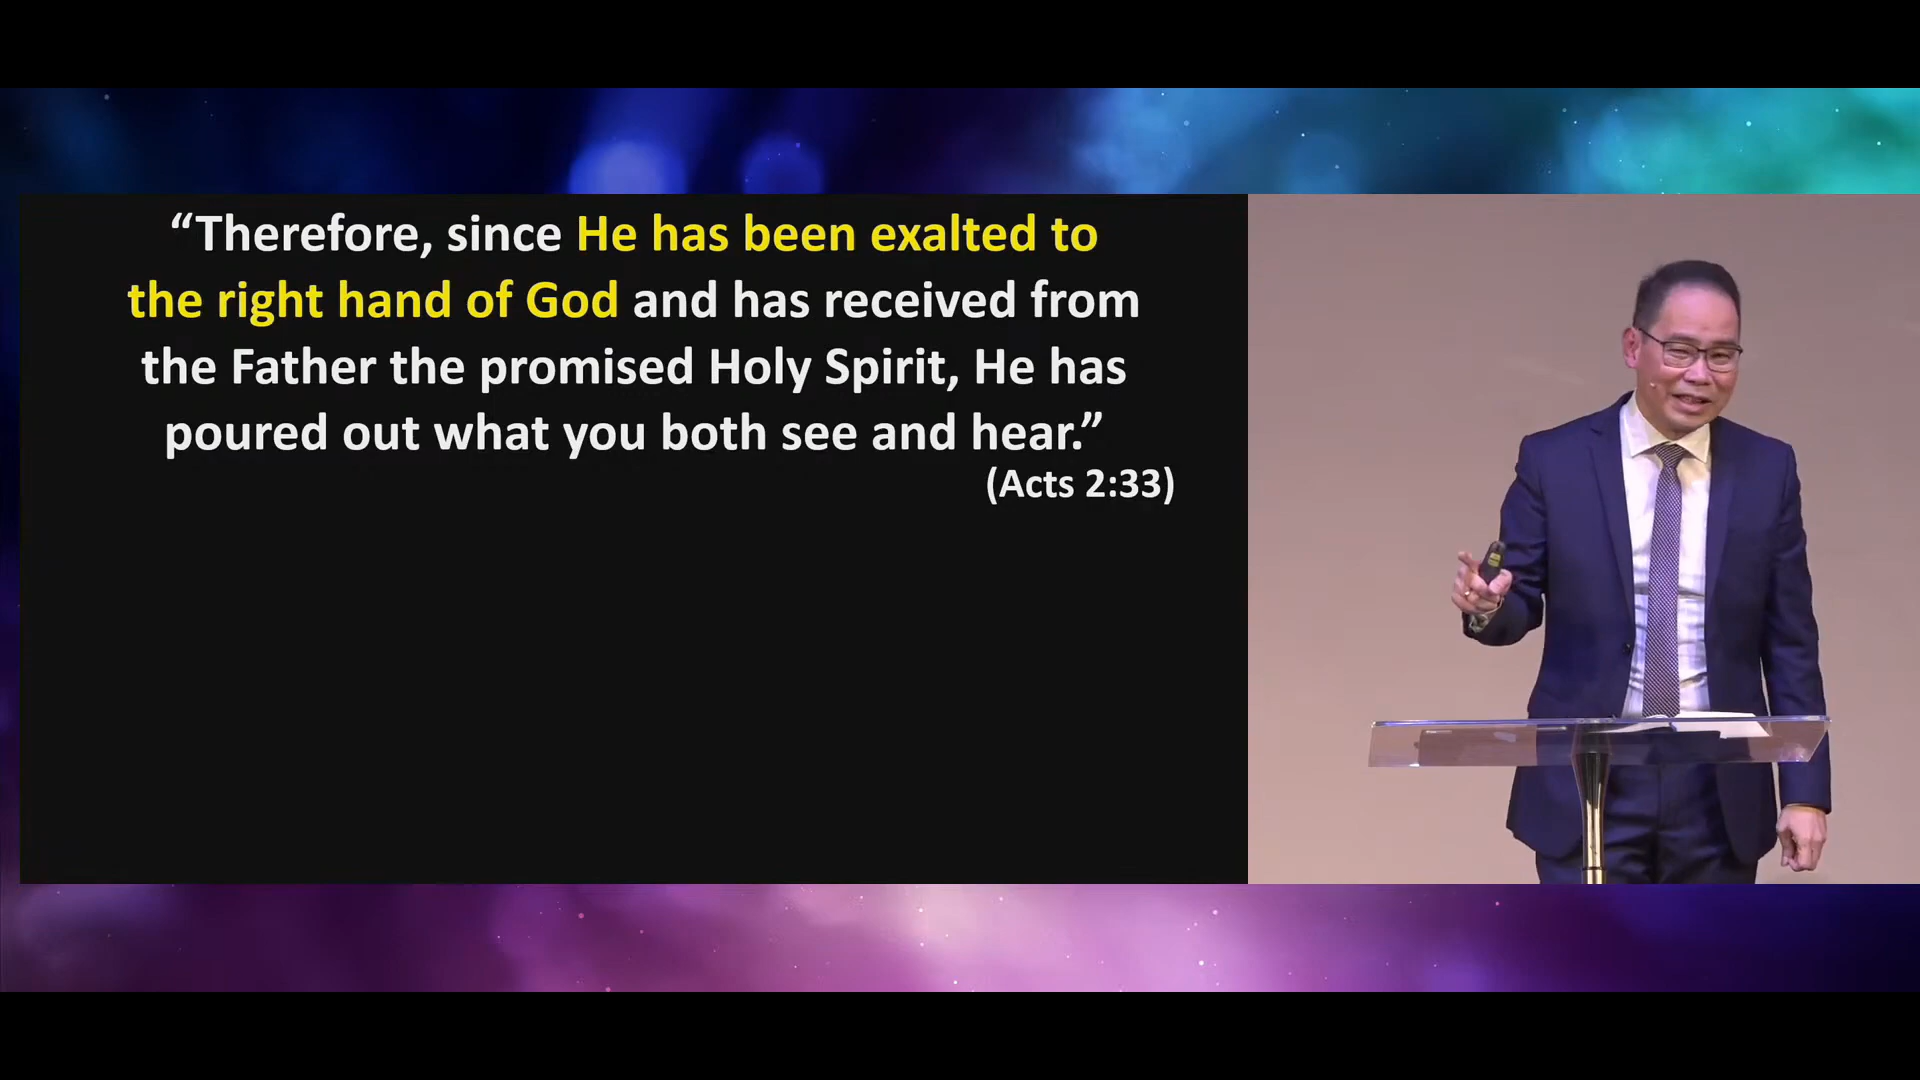 “Therefore, since He has been exalted to
the right hand of God and has received from
the Father the promised Holy Spirit, He has
poured out what you both see and hear.”
(Acts 2:33)